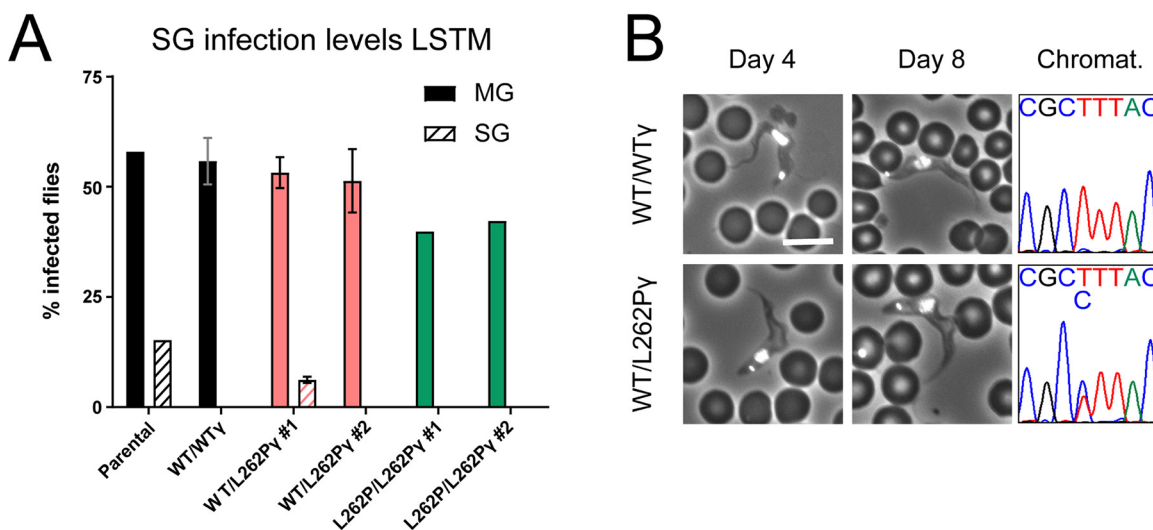 A
SG infection levels LSTM
75
50
25
0
% infected flies
MG
SG
Parental
WT/WTγ
WT/L262Pγ #1
WT/L262Pγ #2
L262P/L262Pγ #1
L262P/L262Pγ #2
B
Day 4
Day 8
Chromat.
WT/WTγ
CGCTTTAC
WT/L262Pγ
CGCTTTAC
C